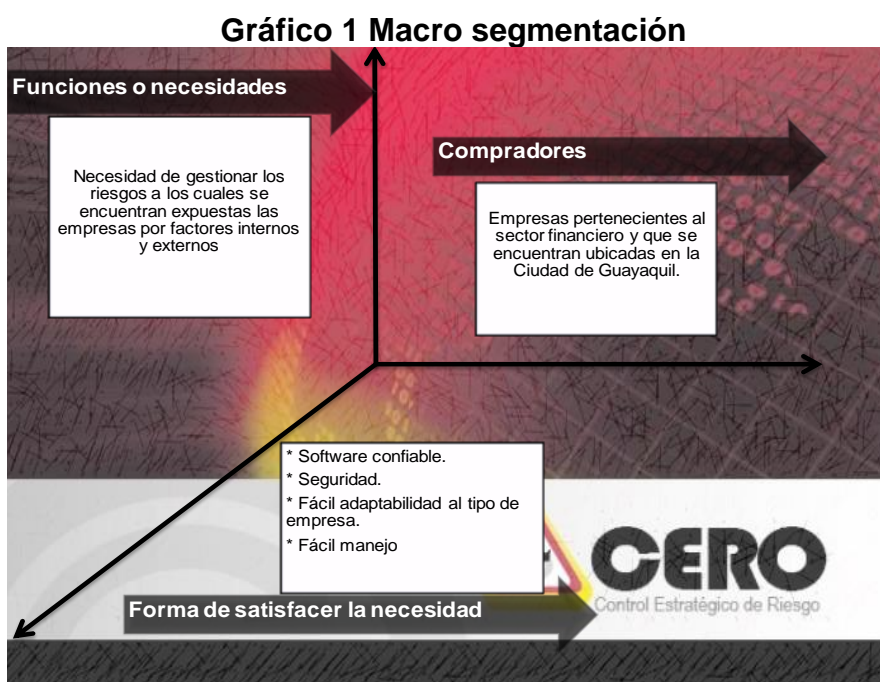 Gráfico 1 Macro segmentación
Funciones o necesidades
Necesidad de gestionar los
riesgos a los cuales se
encuentran expuestas las
empresas por factores internos
y externos
Compradores
Empresas pertenecientes al
sector financiero y que se
encuentran ubicadas en la
Ciudad de Guayaquil.
* Software confiable.
* Seguridad.
* Fácil adaptabilidad al tipo de
empresa.
* Fácil manejo
Forma de satisfacer la necesidad
CERO
Control Estratégico de Riesgo